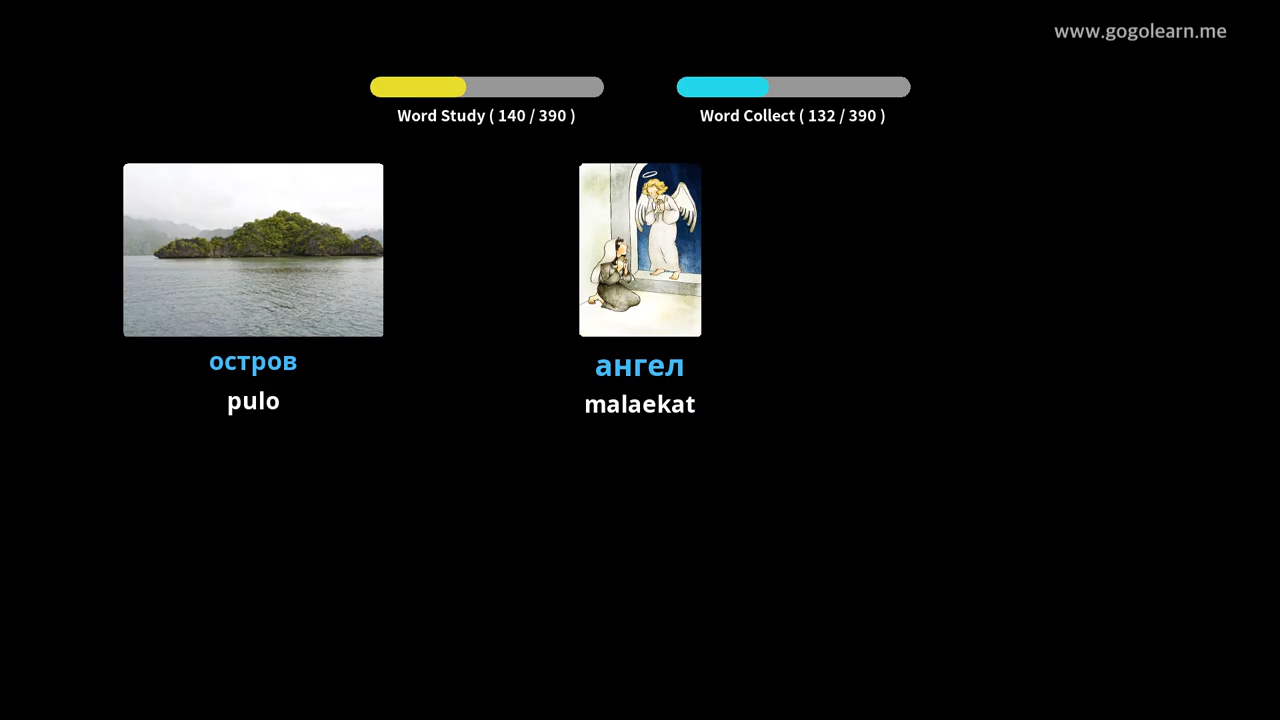 www.gogolearn.me
Word Study ( 140 / 390 )
Word Collect ( 132 / 390 )
остров
pulo
ангел
malaekat